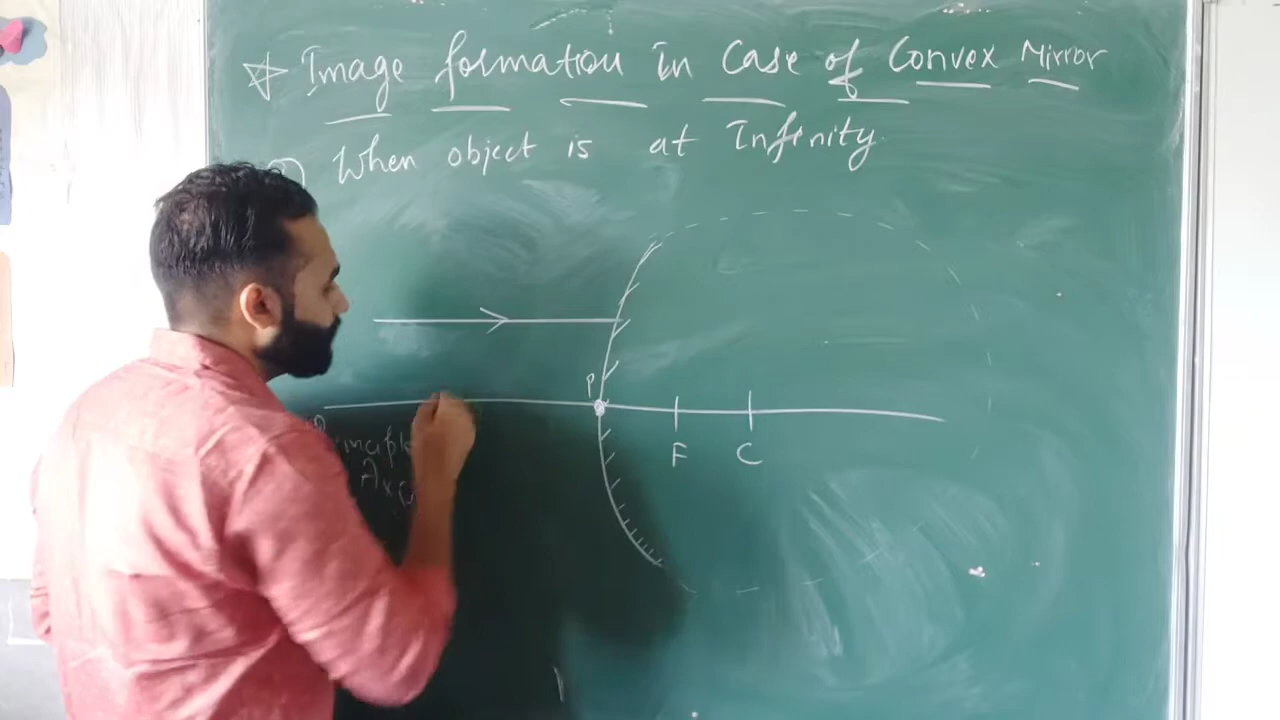 ☆ Image formation in Case of Convex Mirror
When object is at Infinity.
P
F C